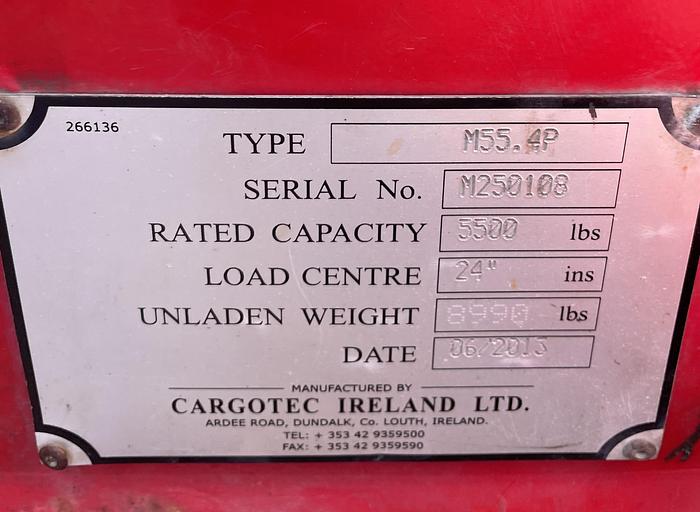 266136
TYPE M55.4P
SERIAL No. M250108
RATED CAPACITY 5500 lbs
LOAD CENTRE 24" ins
UNLADEN WEIGHT 8990 lbs
DATE 06/2013
MANUFACTURED BY
CARGOTEC IRELAND LTD.
ARDEE ROAD, DUNDALK, Co. LOUTH, IRELAND.
TEL: + 353 42 9359500
FAX: + 353 42 9359590